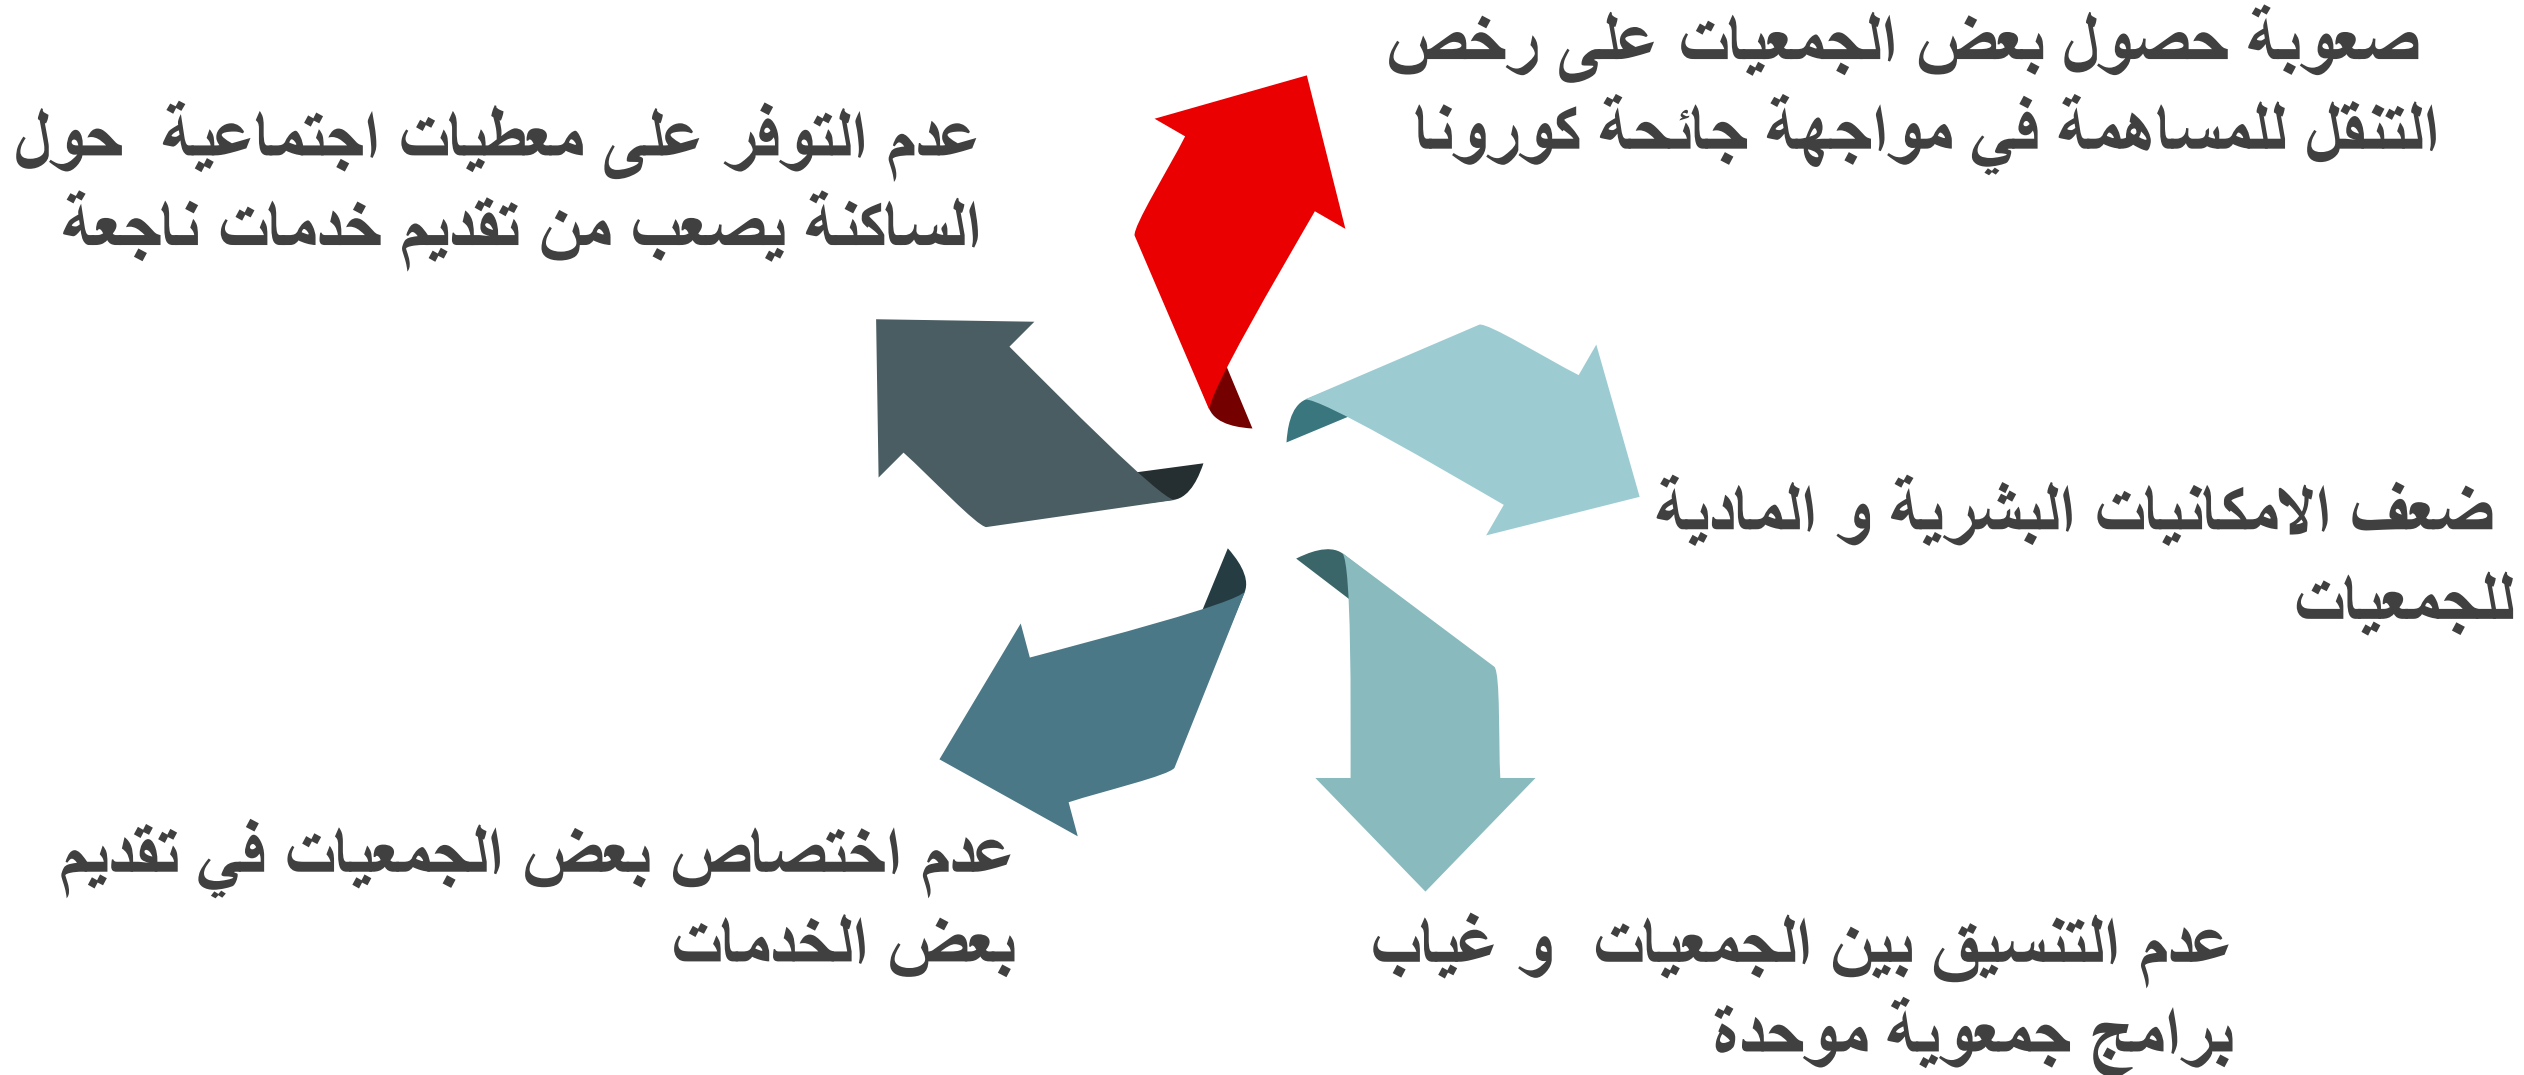 صعوبة حصول بعض الجمعيات على رخص
التنقل للمساهمة في مواجهة جائحة كورونا
عدم التوفر على معطيات اجتماعية حول
الساكنة يصعب من تقديم خدمات ناجعة
ضعف الامكانيات البشرية و المادية
للجمعيات
عدم اختصاص بعض الجمعيات في تقديم
بعض الخدمات
عدم التنسيق بين الجمعيات و غياب
برامج جمعوية موحدة